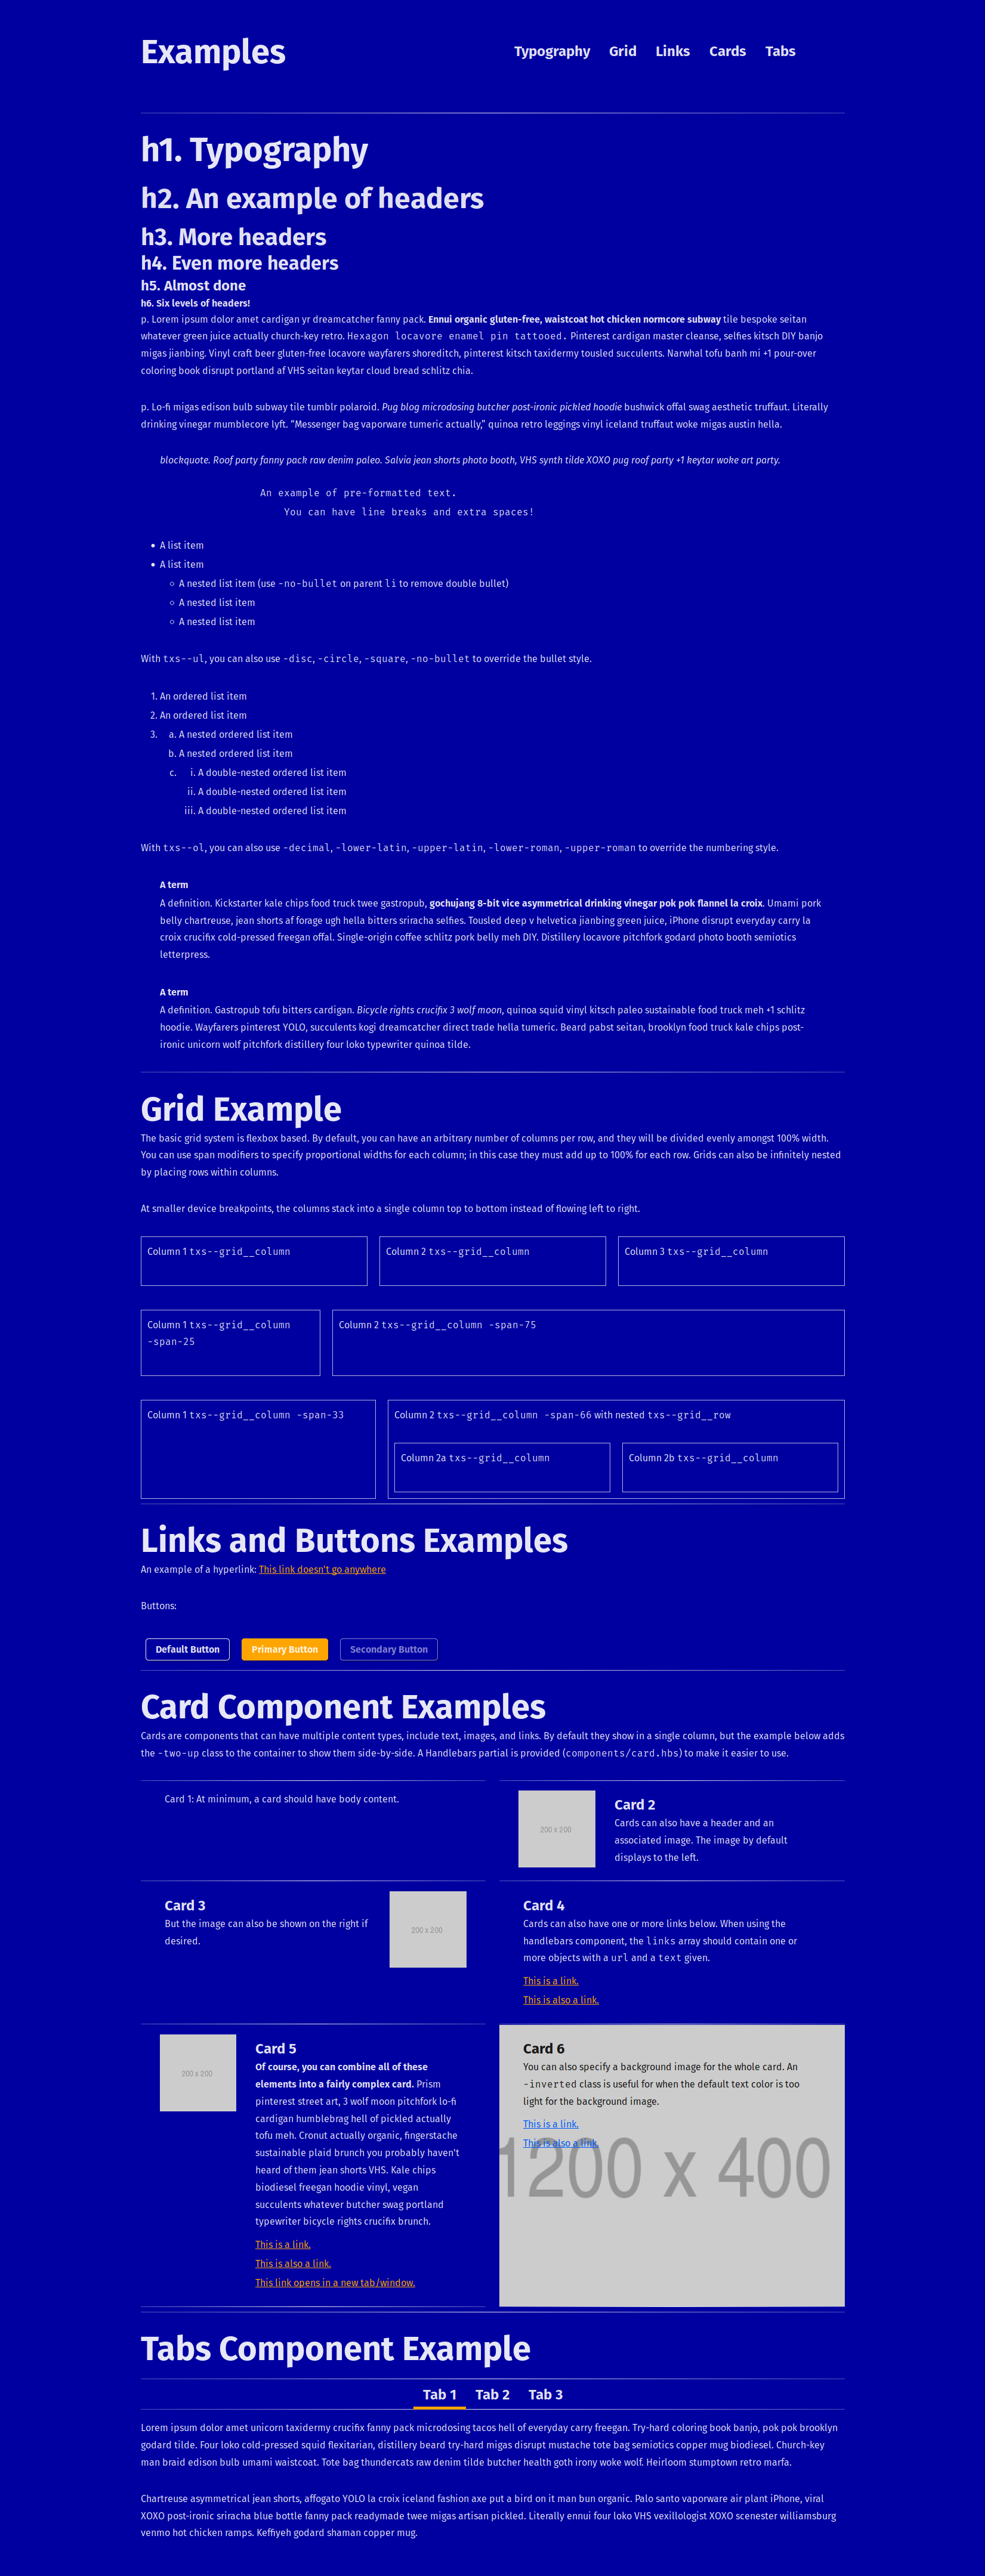 Examples
Typography Grid Links Cards Tabs
h1. Typography
h2. An example of headers
h3. More headers
h4. Even more headers
h5. Almost done
h6. Six levels of headers!
p. Lorem ipsum dolor amet cardigan yr dreamcatcher fanny pack. Ennui organic gluten-free, waistcoat hot chicken normcore subway tile bespoke seitan
whatever green juice actually church-key retro. Hexagon locavore enamel pin tattooed. Pinterest cardigan master cleanse, selfies kitsch DIY banjo
migas jianbing. Vinyl craft beer gluten-free locavore wayfarers shoreditch, pinterest kitsch taxidermy tousled succulents. Narwhal tofu banh mi +1 pour-over
coloring book disrupt portland af VHS seitan keytar cloud bread schlitz chia.
p. Lo-fi migas edison bulb subway tile tumblr polaroid. Pug blog microdosing butcher post-ironic pickled hoodie bushwick offal swag aesthetic truffaut. Literally
drinking vinegar mumblecore lyft. “Messenger bag vaporware tumeric actually,” quinoa retro leggings vinyl iceland truffaut woke migas austin hella.
blockquote. Roof party fanny pack raw denim paleo. Salvia jean shorts photo booth, VHS synth tilde XOXO pug roof party +1 keytar woke art party.
An example of pre-formatted text.
You can have line breaks and extra spaces!
• A list item
• A list item
◦ A nested list item (use -no-bullet on parent li to remove double bullet)
◦ A nested list item
◦ A nested list item
With txs--ul, you can also use -disc, -circle, -square, -no-bullet to override the bullet style.
1. An ordered list item
2. An ordered list item
3. a. A nested ordered list item
b. A nested ordered list item
c. i. A double-nested ordered list item
ii. A double-nested ordered list item
iii. A double-nested ordered list item
With txs--ol, you can also use -decimal, -lower-latin, -upper-latin, -lower-roman, -upper-roman to override the numbering style.
A term
A definition. Kickstarter kale chips food truck twee gastropub, gochujang 8-bit vice asymmetrical drinking vinegar pok pok flannel la croix. Umami pork
belly chartreuse, jean shorts af forage ugh hella bitters sriracha selfies. Tousled deep v helvetica jianbing green juice, iPhone disrupt everyday carry la
croix crucifix cold-pressed freegan offal. Single-origin coffee schlitz pork belly meh DIY. Distillery locavore pitchfork godard photo booth semiotics
letterpress.
A term
A definition. Gastropub tofu bitters cardigan. Bicycle rights crucifix 3 wolf moon, quinoa squid vinyl kitsch paleo sustainable food truck meh +1 schlitz
hoodie. Wayfarers pinterest YOLO, succulents kogi dreamcatcher direct trade hella tumeric. Beard pabst seitan, brooklyn food truck kale chips post-
ironic unicorn wolf pitchfork distillery four loko typewriter quinoa tilde.
Grid Example
The basic grid system is flexbox based. By default, you can have an arbitrary number of columns per row, and they will be divided evenly amongst 100% width.
You can use span modifiers to specify proportional widths for each column; in this case they must add up to 100% for each row. Grids can also be infinitely nested
by placing rows within columns.
At smaller device breakpoints, the columns stack into a single column top to bottom instead of flowing left to right.
Column 1 txs--grid__column
Column 2 txs--grid__column
Column 3 txs--grid__column
Column 1 txs--grid__column
-span-25
Column 2 txs--grid__column -span-75
Column 1 txs--grid__column -span-33
Column 2 txs--grid__column -span-66 with nested txs--grid__row
Column 2a txs--grid__column
Column 2b txs--grid__column
Links and Buttons Examples
An example of a hyperlink: This link doesn't go anywhere
Buttons:
Default Button Primary Button Secondary Button
Card Component Examples
Cards are components that can have multiple content types, include text, images, and links. By default they show in a single column, but the example below adds
the -two-up class to the container to show them side-by-side. A Handlebars partial is provided (components/card.hbs) to make it easier to use.
Card 1: At minimum, a card should have body content.
200 x 200
Card 2
Cards can also have a header and an
associated image. The image by default
displays to the left.
Card 3
But the image can also be shown on the right if
desired.
200 x 200
Card 4
Cards can also have one or more links below. When using the
handlebars component, the links array should contain one or
more objects with a url and a text given.
This is a link.
This is also a link.
200 x 200
Card 5
Of course, you can combine all of these
elements into a fairly complex card. Prism
pinterest street art, 3 wolf moon pitchfork lo-fi
cardigan humblebrag hell of pickled actually
tofu meh. Cronut actually organic, fingerstache
sustainable plaid brunch you probably haven't
heard of them jean shorts VHS. Kale chips
biodiesel freegan hoodie vinyl, vegan
succulents whatever butcher swag portland
typewriter bicycle rights crucifix brunch.
This is a link.
This is also a link.
This link opens in a new tab/window.
Card 6
You can also specify a background image for the whole card. An
-inverted class is useful for when the default text color is too
light for the background image.
This is a link.
This is also a link.
1200 x 400
Tabs Component Example
Tab 1 Tab 2 Tab 3
Lorem ipsum dolor amet unicorn taxidermy crucifix fanny pack microdosing tacos hell of everyday carry freegan. Try-hard coloring book banjo, pok pok brooklyn
godard tilde. Four loko cold-pressed squid flexitarian, distillery beard try-hard migas disrupt mustache tote bag semiotics copper mug biodiesel. Church-key
man braid edison bulb umami waistcoat. Tote bag thundercats raw denim tilde butcher health goth irony woke wolf. Heirloom stumptown retro marfa.
Chartreuse asymmetrical jean shorts, affogato YOLO la croix iceland fashion axe put a bird on it man bun organic. Palo santo vaporware air plant iPhone, viral
XOXO post-ironic sriracha blue bottle fanny pack readymade twee migas artisan pickled. Literally ennui four loko VHS vexillologist XOXO scenester williamsburg
venmo hot chicken ramps. Keffiyeh godard shaman copper mug.